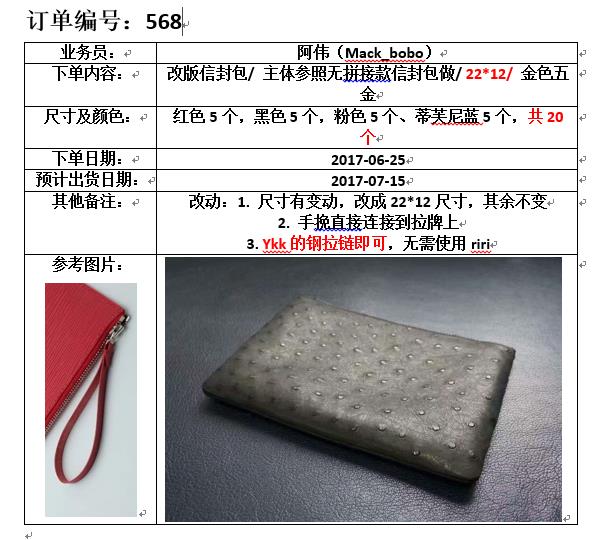 订单编号：568
业务员： 阿伟（Mack_bobo）
下单内容： 改版信封包/ 主体参照无拼接款信封包做/ 22*12/ 金色五
金
尺寸及颜色： 红色 5 个，黑色 5 个，粉色 5 个、蒂芙尼蓝 5 个，共 20
个
下单日期： 2017-06-25
预计出货日期： 2017-07-15
其他备注： 改动：1. 尺寸有变动，改成 22*12 尺寸，其余不变
2. 手挽直接连接到拉牌上
3. Ykk 的钢拉链即可，无需使用 riri
参考图片：